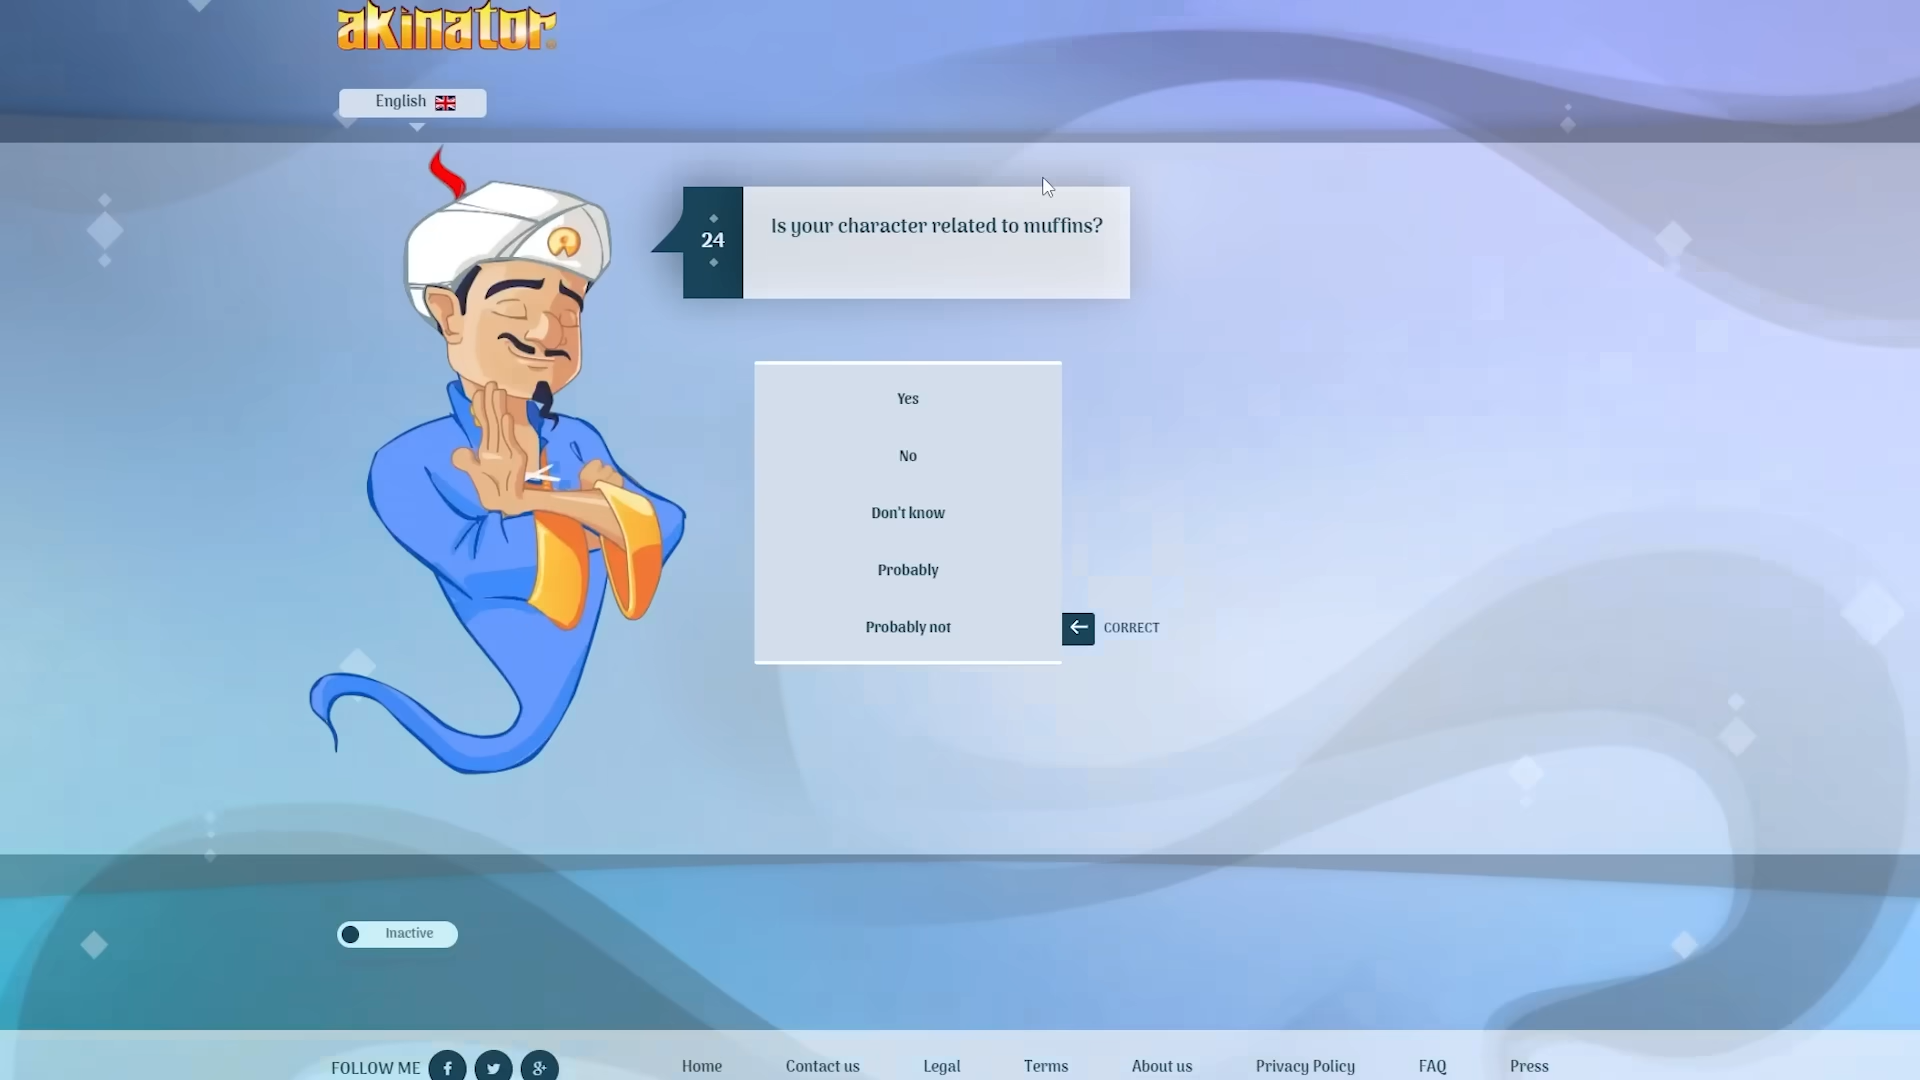 akinator
English
24
Is your character related to muffins?
Yes
No
Don't know
Probably
Probably not
CORRECT
Inactive
FOLLOW ME
Home
Contact us
Legal
Terms
About us
Privacy Policy
FAQ
Press